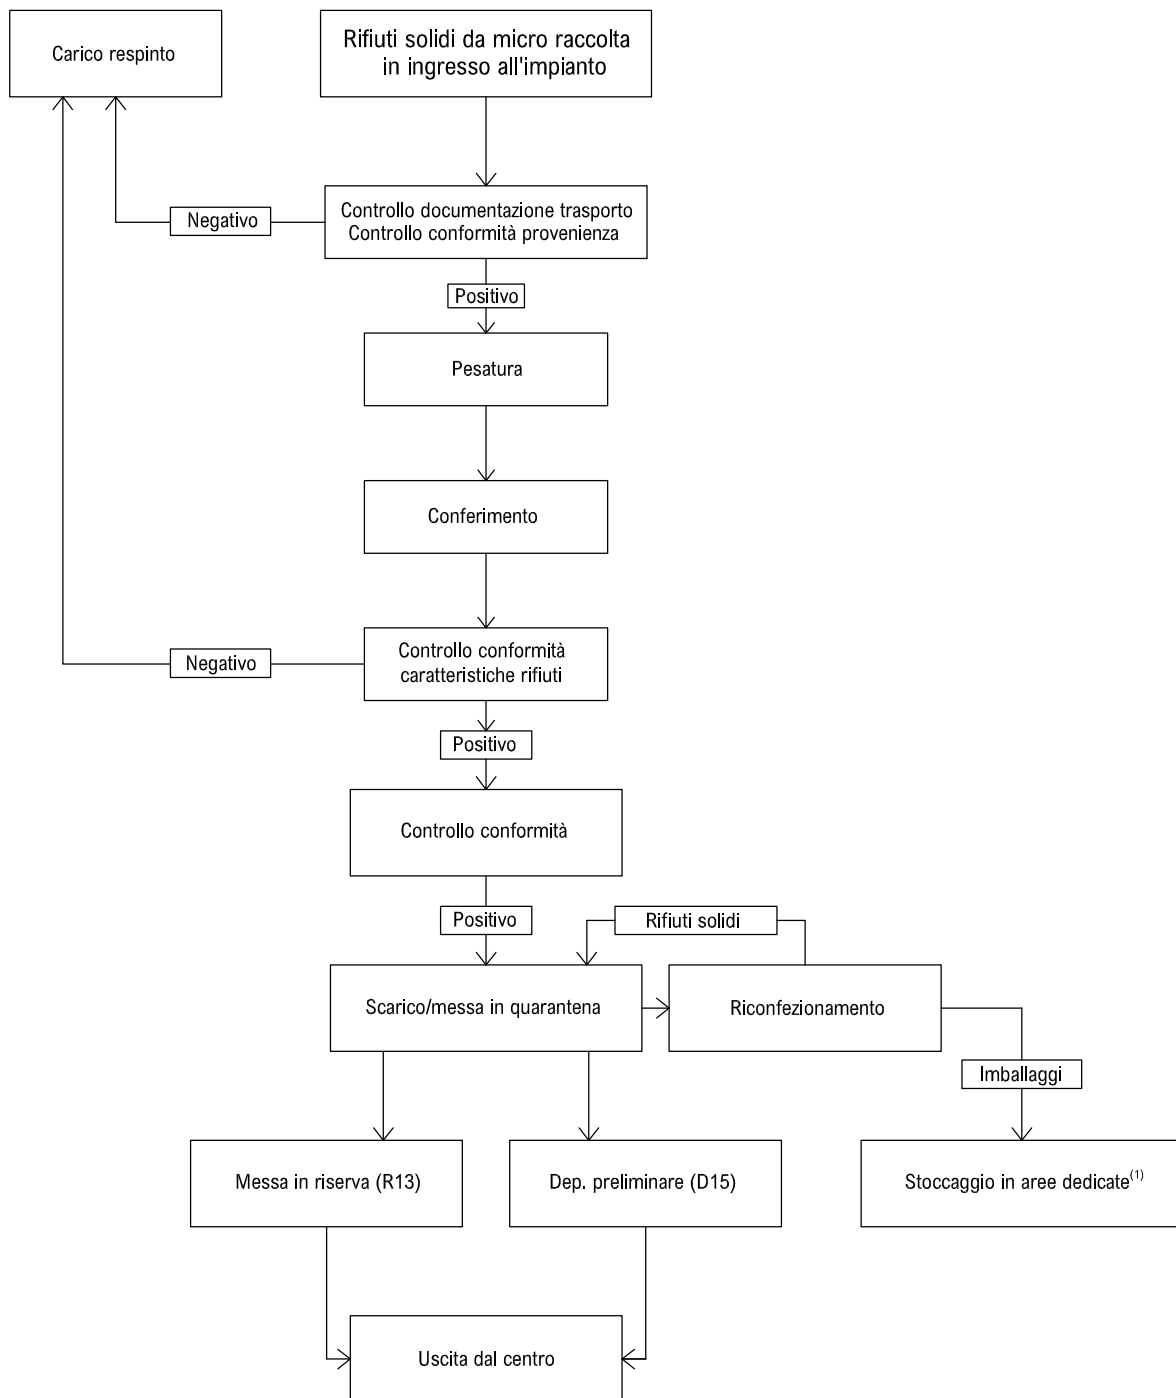 Carico respinto
Rifiuti solidi da micro raccolta
in ingresso all'impianto
Negativo
Controllo documentazione trasporto
Controllo conformità provenienza
Positivo
Pesatura
Conferimento
Negativo
Controllo conformità
caratteristiche rifiuti
Positivo
Controllo conformità
Positivo
Rifiuti solidi
Scarico/messa in quarantena
Riconfezionamento
Imballaggi
Messa in riserva (R13)
Dep. preliminare (D15)
Stoccaggio in aree dedicate(1)
Uscita dal centro